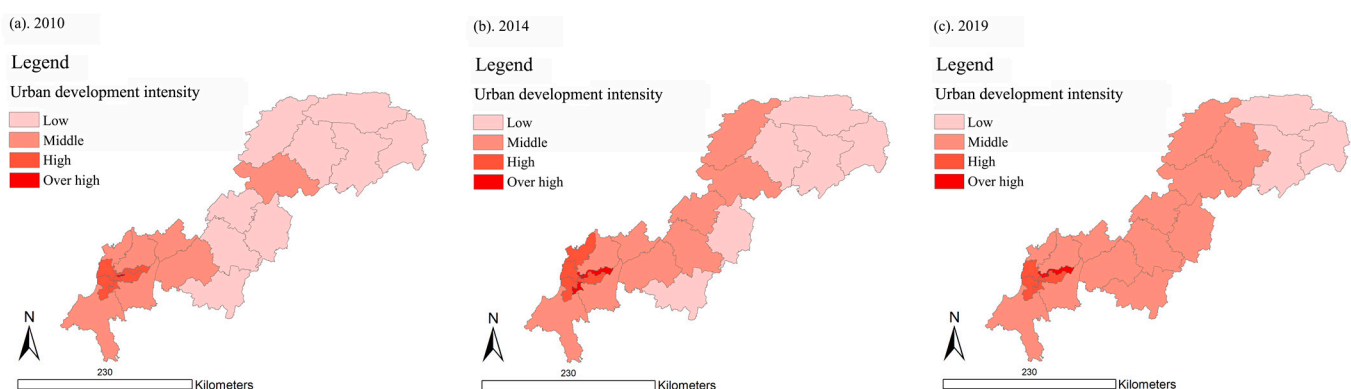 (a). 2010
Legend
Urban development intensity
Low
Middle
High
Over high
N
230
Kilometers
(b). 2014
Legend
Urban development intensity
Low
Middle
High
Over high
N
230
Kilometers
(c). 2019
Legend
Urban development intensity
Low
Middle
High
Over high
N
230
Kilometers